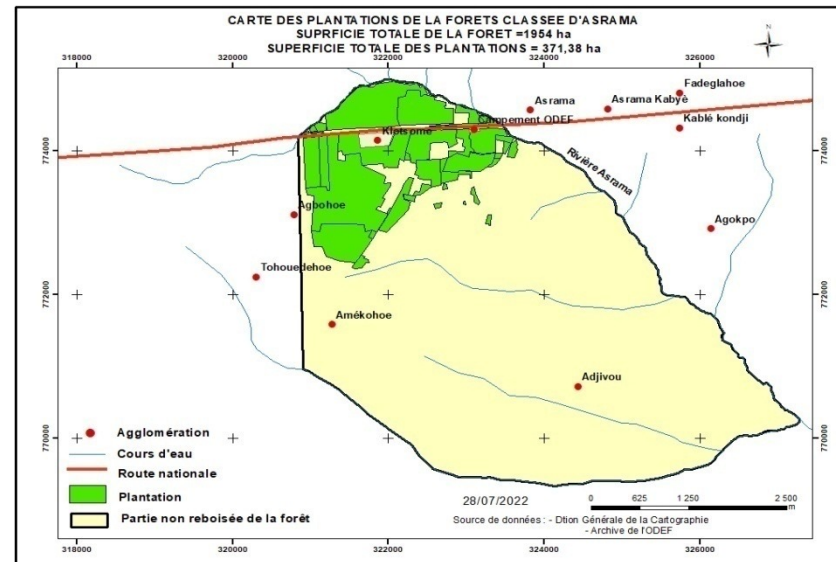 CARTE DES PLANTATIONS DE LA FORETS CLASSEE D'ASRAMA
SUPRFICIE TOTALE DE LA FORET =1954 ha
SUPERFICIE TOTALE DES PLANTATIONS = 371,38 ha
318000 320000 322000 324000 326000
N
774000 774000
772000 772000
770000 770000
Fadeglahoe
Asrama
Asrama Kabyè
Kablé kondji
Campement ODEF
Klotsomé
Rivière Asrama
Agbohoe
Agokpo
Tohouedehoe
Amékohoe
Adjivou
Agglomération
Cours d'eau
Route nationale
Plantation
Partie non reboisée de la forêt
28/07/2022
0 625 1 250 2 500
m
Source de données : - Dtion Générale de la Cartographie
- Archive de l'ODEF
318000 320000 322000 324000 326000